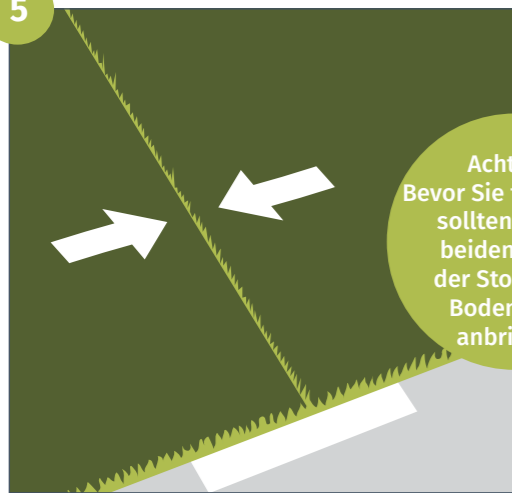 5
Acht
Bevor Sie
sollten
beiden
der Sto
Boden
anbri